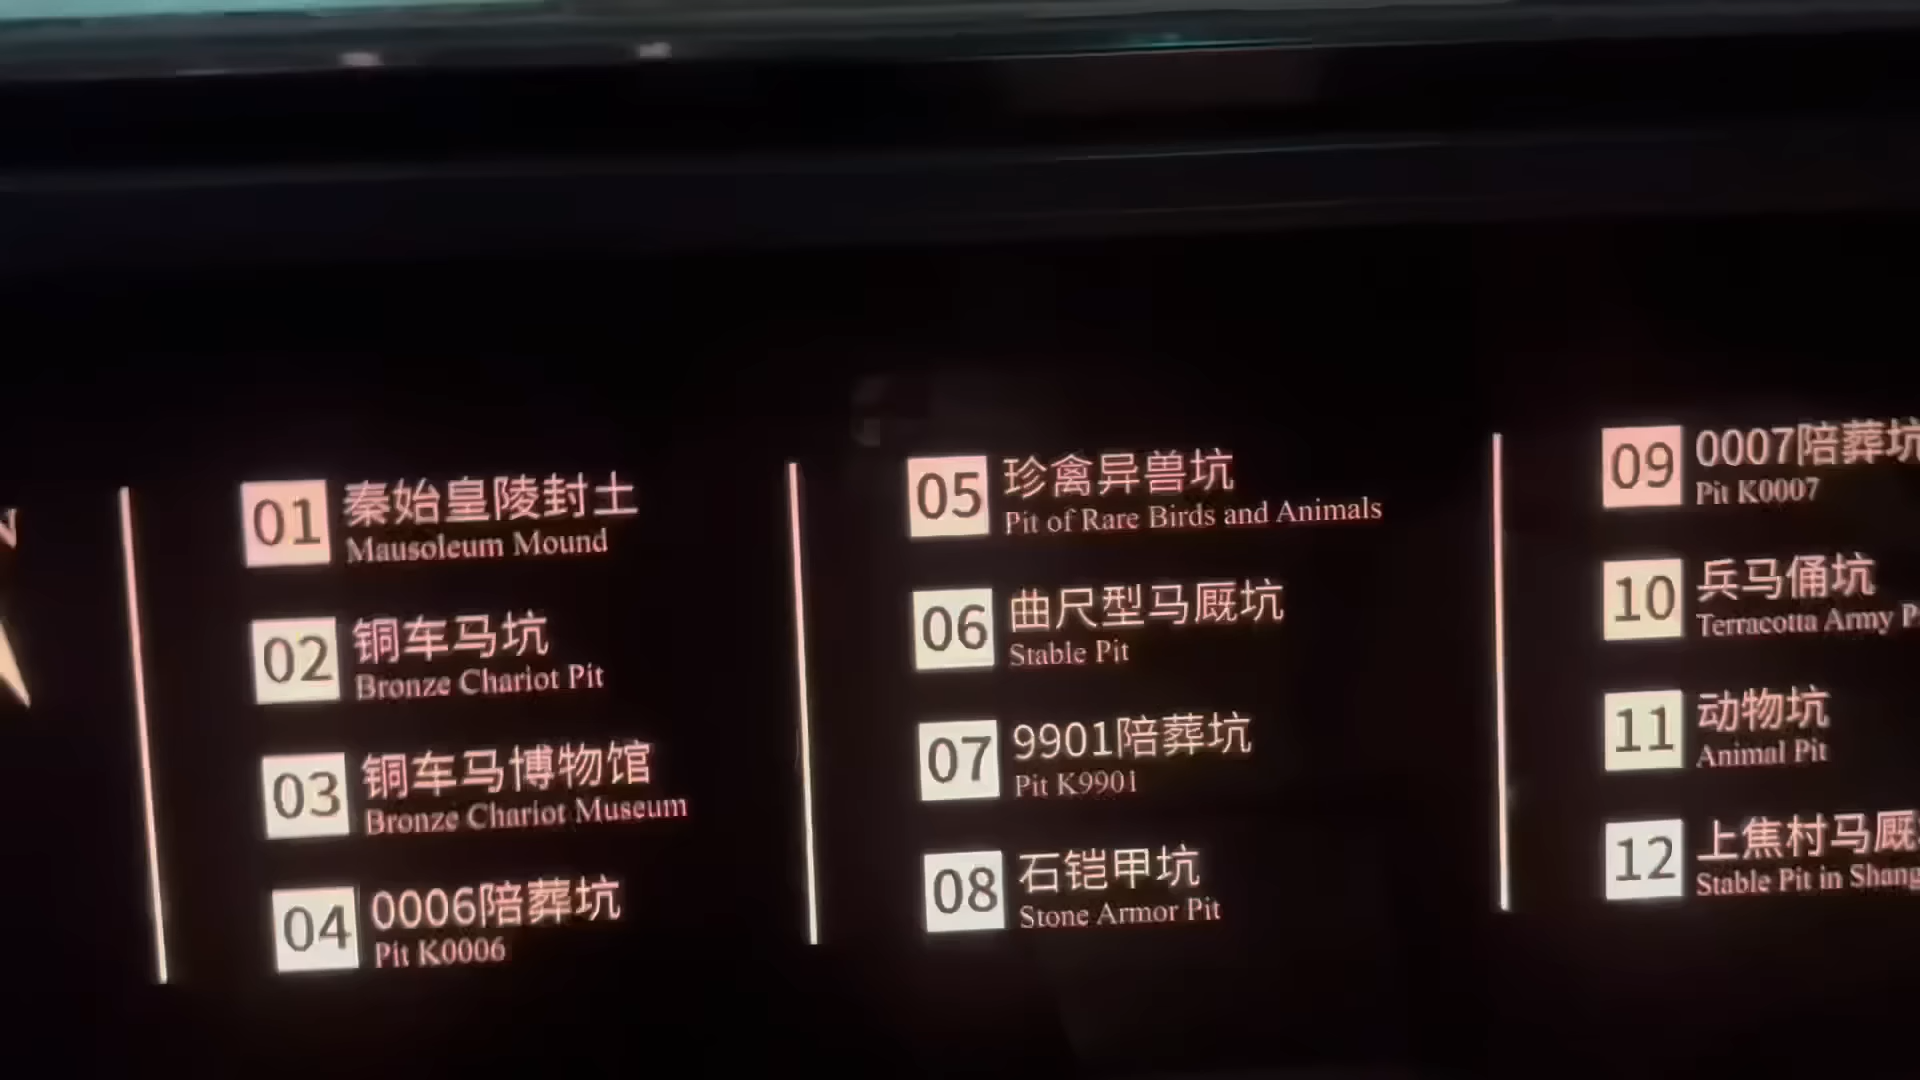 01
秦始皇陵封土
Mausoleum Mound
02
铜车马坑
Bronze Chariot Pit
03
铜车马博物馆
Bronze Chariot Museum
04
0006陪葬坑
Pit K0006
05
珍禽异兽坑
Pit of Rare Birds and Animals
06
曲尺型马厩坑
Stable Pit
07
9901陪葬坑
Pit K9901
08
石铠甲坑
Stone Armor Pit
09
0007陪葬坑
Pit K0007
10
兵马俑坑
Terracotta Army
11
动物坑
Animal Pit
12
上焦村马厩
Stable Pit in